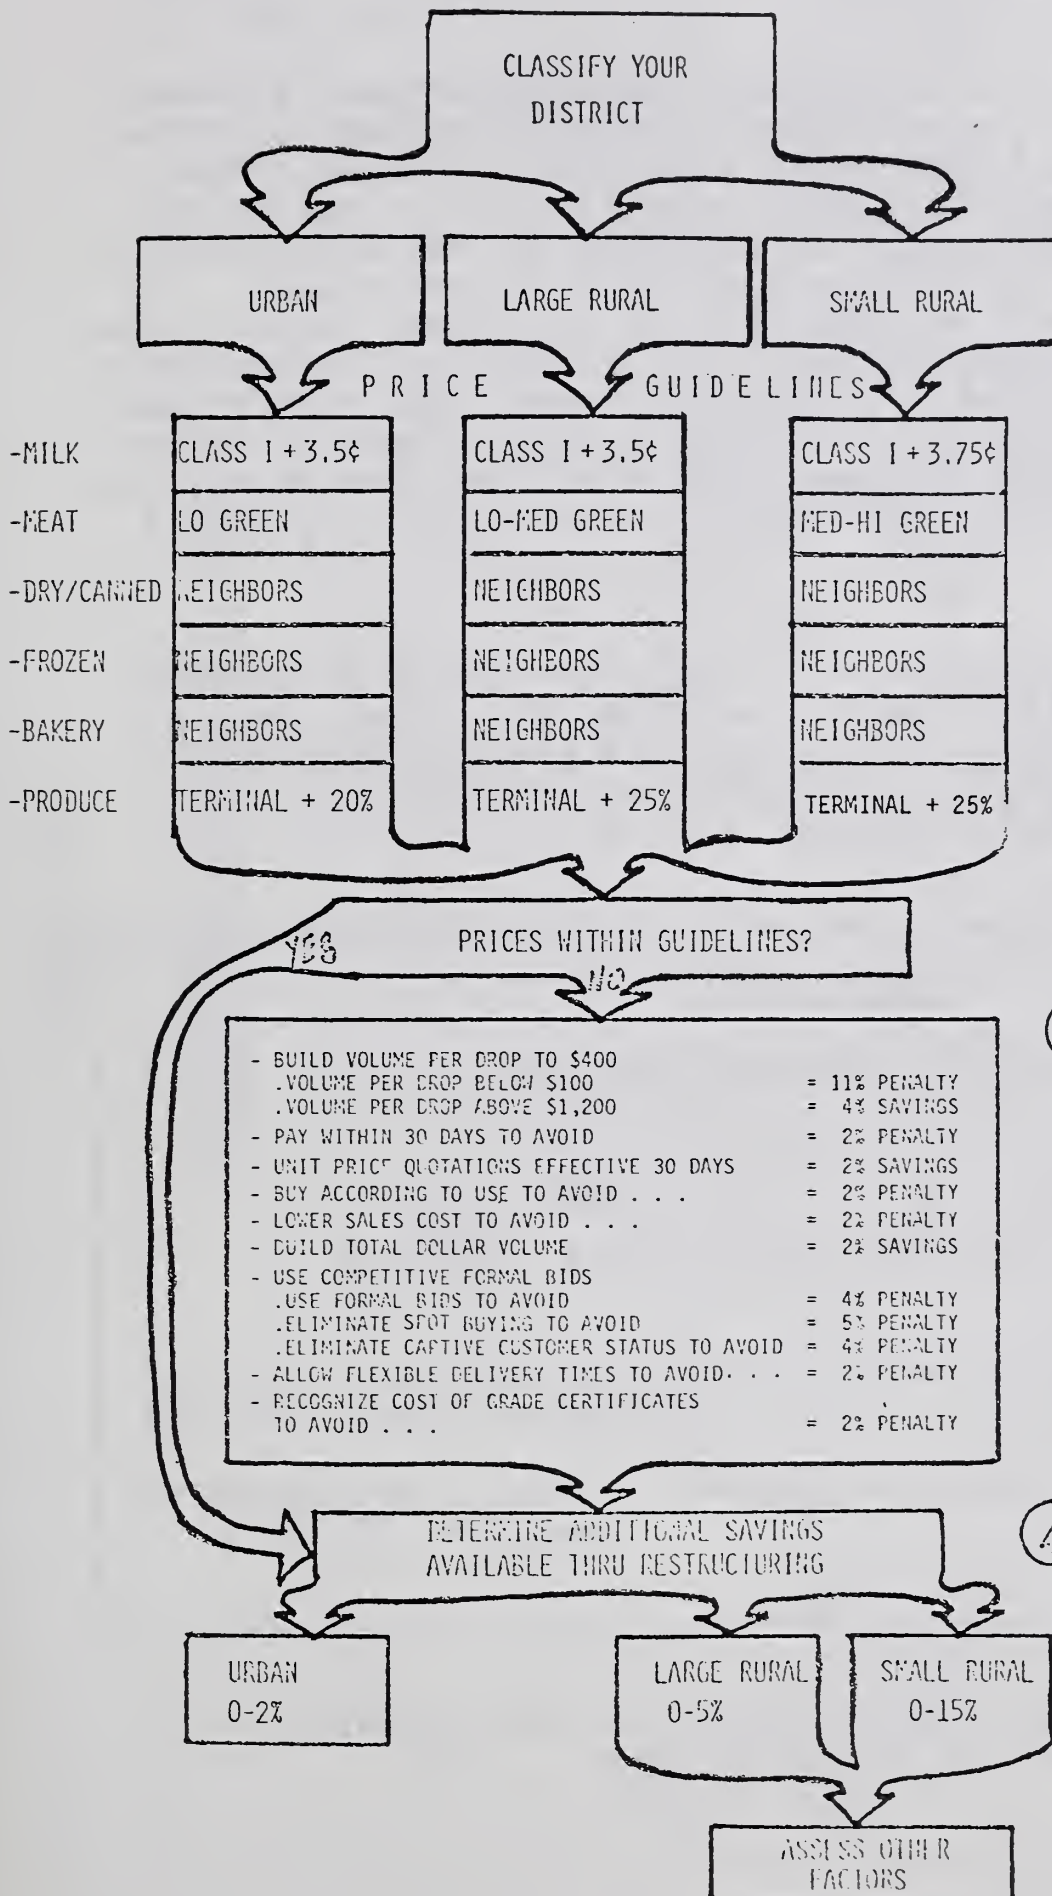 CLASSIFY YOUR
DISTRICT
URBAN
LARGE RURAL
SMALL RURAL
PRICE GUIDELINES
-MILK CLASS I + 3.5¢ CLASS I + 3.5¢ CLASS I + 3.75¢
-MEAT LO GREEN LO-MED GREEN MED-HI GREEN
-DRY/CANNED NEIGHBORS NEIGHBORS NEIGHBORS
-FROZEN NEIGHBORS NEIGHBORS NEIGHBORS
-BAKERY NEIGHBORS NEIGHBORS NEIGHBORS
-PRODUCE TERMINAL + 20% TERMINAL + 25% TERMINAL + 25%
YES PRICES WITHIN GUIDELINES?
NO
- BUILD VOLUME PER DROP TO $400
.VOLUME PER DROP BELOW $100 = 11% PENALTY
.VOLUME PER DROP ABOVE $1,200 = 4% SAVINGS
- PAY WITHIN 30 DAYS TO AVOID = 2% PENALTY
- UNIT PRICE QUOTATIONS EFFECTIVE 30 DAYS = 2% SAVINGS
- BUY ACCORDING TO USE TO AVOID . . . = 2% PENALTY
- LOWER SALES COST TO AVOID . . . = 2% PENALTY
- BUILD TOTAL DOLLAR VOLUME = 2% SAVINGS
- USE COMPETITIVE FORMAL BIDS
.USE FORMAL BIDS TO AVOID = 4% PENALTY
.ELIMINATE SPOT BUYING TO AVOID = 5% PENALTY
.ELIMINATE CAPTIVE CUSTOMER STATUS TO AVOID = 4% PENALTY
- ALLOW FLEXIBLE DELIVERY TIMES TO AVOID. . . = 2% PENALTY
- RECOGNIZE COST OF GRADE CERTIFICATES
TO AVOID . . . = 2% PENALTY
DETERMINE ADDITIONAL SAVINGS
AVAILABLE THRU RESTRUCTURING
URBAN
0-2%
LARGE RURAL
0-5%
SMALL RURAL
0-15%
ASSESS OTHER
FACTORS